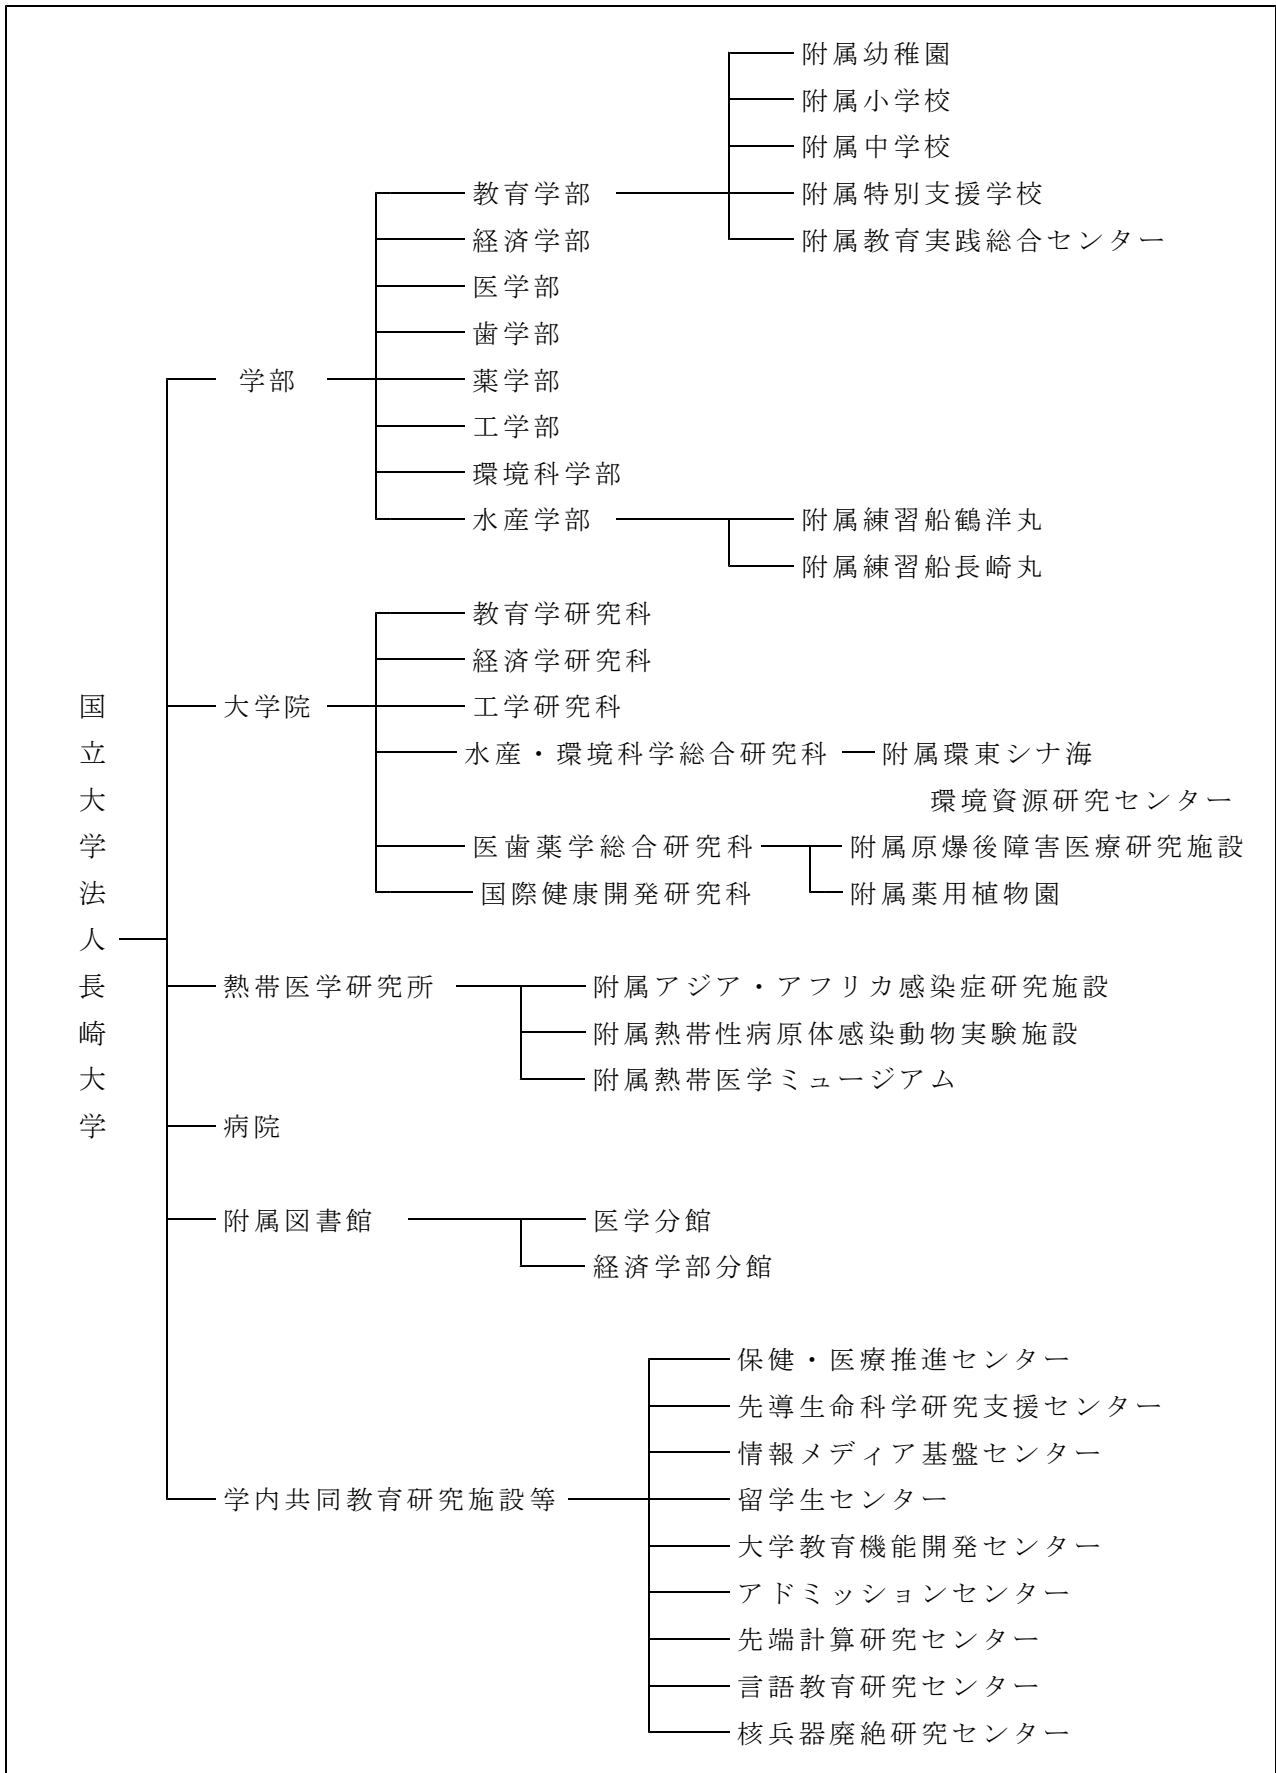 国立大学法人長崎大学
学部
教育学部
附属幼稚園
附属小学校
附属中学校
附属特別支援学校
附属教育実践総合センター
経済学部
医学部
歯学部
薬学部
工学部
環境科学部
水産学部
附属練習船鶴洋丸
附属練習船長崎丸
大学院
教育学研究科
経済学研究科
工学研究科
水産・環境科学総合研究科
附属環東シナ海
環境資源研究センター
医歯薬学総合研究科
附属原爆後障害医療研究施設
附属薬用植物園
国際健康開発研究科
熱帯医学研究所
附属アジア・アフリカ感染症研究施設
附属熱帯性病原体感染動物実験施設
附属熱帯医学ミュージアム
病院
附属図書館
医学分館
経済学部分館
学内共同教育研究施設等
保健・医療推進センター
先導生命科学研究支援センター
情報メディア基盤センター
留学生センター
大学教育機能開発センター
アドミッションセンター
先端計算研究センター
言語教育研究センター
核兵器廃絶研究センター